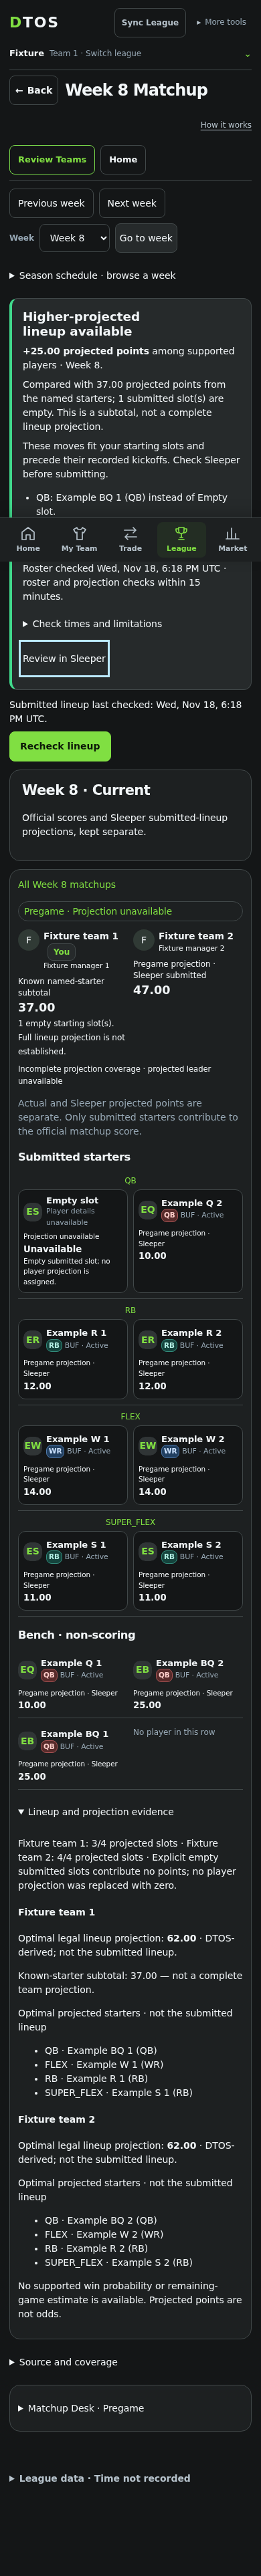 DTOS
Sync League
▸ More tools
Fixture Team 1 · Switch league
← Back
Week 8 Matchup
How it works
Review Teams
Home
Previous week
Next week
Week
Week 8
Go to week
▶ Season schedule · browse a week
Higher-projected
lineup available
+25.00 projected points among supported
players · Week 8.
Compared with 37.00 projected points from
the named starters; 1 submitted slot(s) are
empty. This is a subtotal, not a complete
lineup projection.
These moves fit your starting slots and
precede their recorded kickoffs. Check Sleeper
before submitting.
• QB: Example BQ 1 (QB) instead of Empty
slot.
Home
My Team
Trade
League
Market
Roster checked Wed, Nov 18, 6:18 PM UTC ·
roster and projection checks within 15
minutes.
▶ Check times and limitations
Review in Sleeper
Submitted lineup last checked: Wed, Nov 18, 6:18
PM UTC.
Recheck lineup
Week 8 · Current
Official scores and Sleeper submitted-lineup
projections, kept separate.
All Week 8 matchups
Pregame · Projection unavailable
F
Fixture team 1
You
Fixture manager 1
Known named-starter
subtotal
37.00
1 empty starting slot(s).
Full lineup projection is not
established.
F
Fixture team 2
Fixture manager 2
Pregame projection ·
Sleeper submitted
47.00
Incomplete projection coverage · projected leader
unavailable
Actual and Sleeper projected points are
separate. Only submitted starters contribute to
the official matchup score.
Submitted starters
QB
ES
Empty slot
Player details
unavailable
Projection unavailable
Unavailable
Empty submitted slot; no
player projection is
assigned.
EQ
Example Q 2
QB BUF · Active
Pregame projection ·
Sleeper
10.00
RB
ER
Example R 1
RB BUF · Active
Pregame projection ·
Sleeper
12.00
ER
Example R 2
RB BUF · Active
Pregame projection ·
Sleeper
12.00
FLEX
EW
Example W 1
WR BUF · Active
Pregame projection ·
Sleeper
14.00
EW
Example W 2
WR BUF · Active
Pregame projection ·
Sleeper
14.00
SUPER_FLEX
ES
Example S 1
RB BUF · Active
Pregame projection ·
Sleeper
11.00
ES
Example S 2
RB BUF · Active
Pregame projection ·
Sleeper
11.00
Bench · non-scoring
EQ
Example Q 1
QB BUF · Active
Pregame projection · Sleeper
10.00
EB
Example BQ 2
QB BUF · Active
Pregame projection · Sleeper
25.00
EB
Example BQ 1
QB BUF · Active
Pregame projection · Sleeper
25.00
No player in this row
▼ Lineup and projection evidence
Fixture team 1: 3/4 projected slots · Fixture
team 2: 4/4 projected slots · Explicit empty
submitted slots contribute no points; no player
projection was replaced with zero.
Fixture team 1
Optimal legal lineup projection: 62.00 · DTOS-
derived; not the submitted lineup.
Known-starter subtotal: 37.00 — not a complete
team projection.
Optimal projected starters · not the submitted
lineup
• QB · Example BQ 1 (QB)
• FLEX · Example W 1 (WR)
• RB · Example R 1 (RB)
• SUPER_FLEX · Example S 1 (RB)
Fixture team 2
Optimal legal lineup projection: 62.00 · DTOS-
derived; not the submitted lineup.
Optimal projected starters · not the submitted
lineup
• QB · Example BQ 2 (QB)
• FLEX · Example W 2 (WR)
• RB · Example R 2 (RB)
• SUPER_FLEX · Example S 2 (RB)
No supported win probability or remaining-
game estimate is available. Projected points are
not odds.
▶ Source and coverage
▶ Matchup Desk · Pregame
▶ League data · Time not recorded